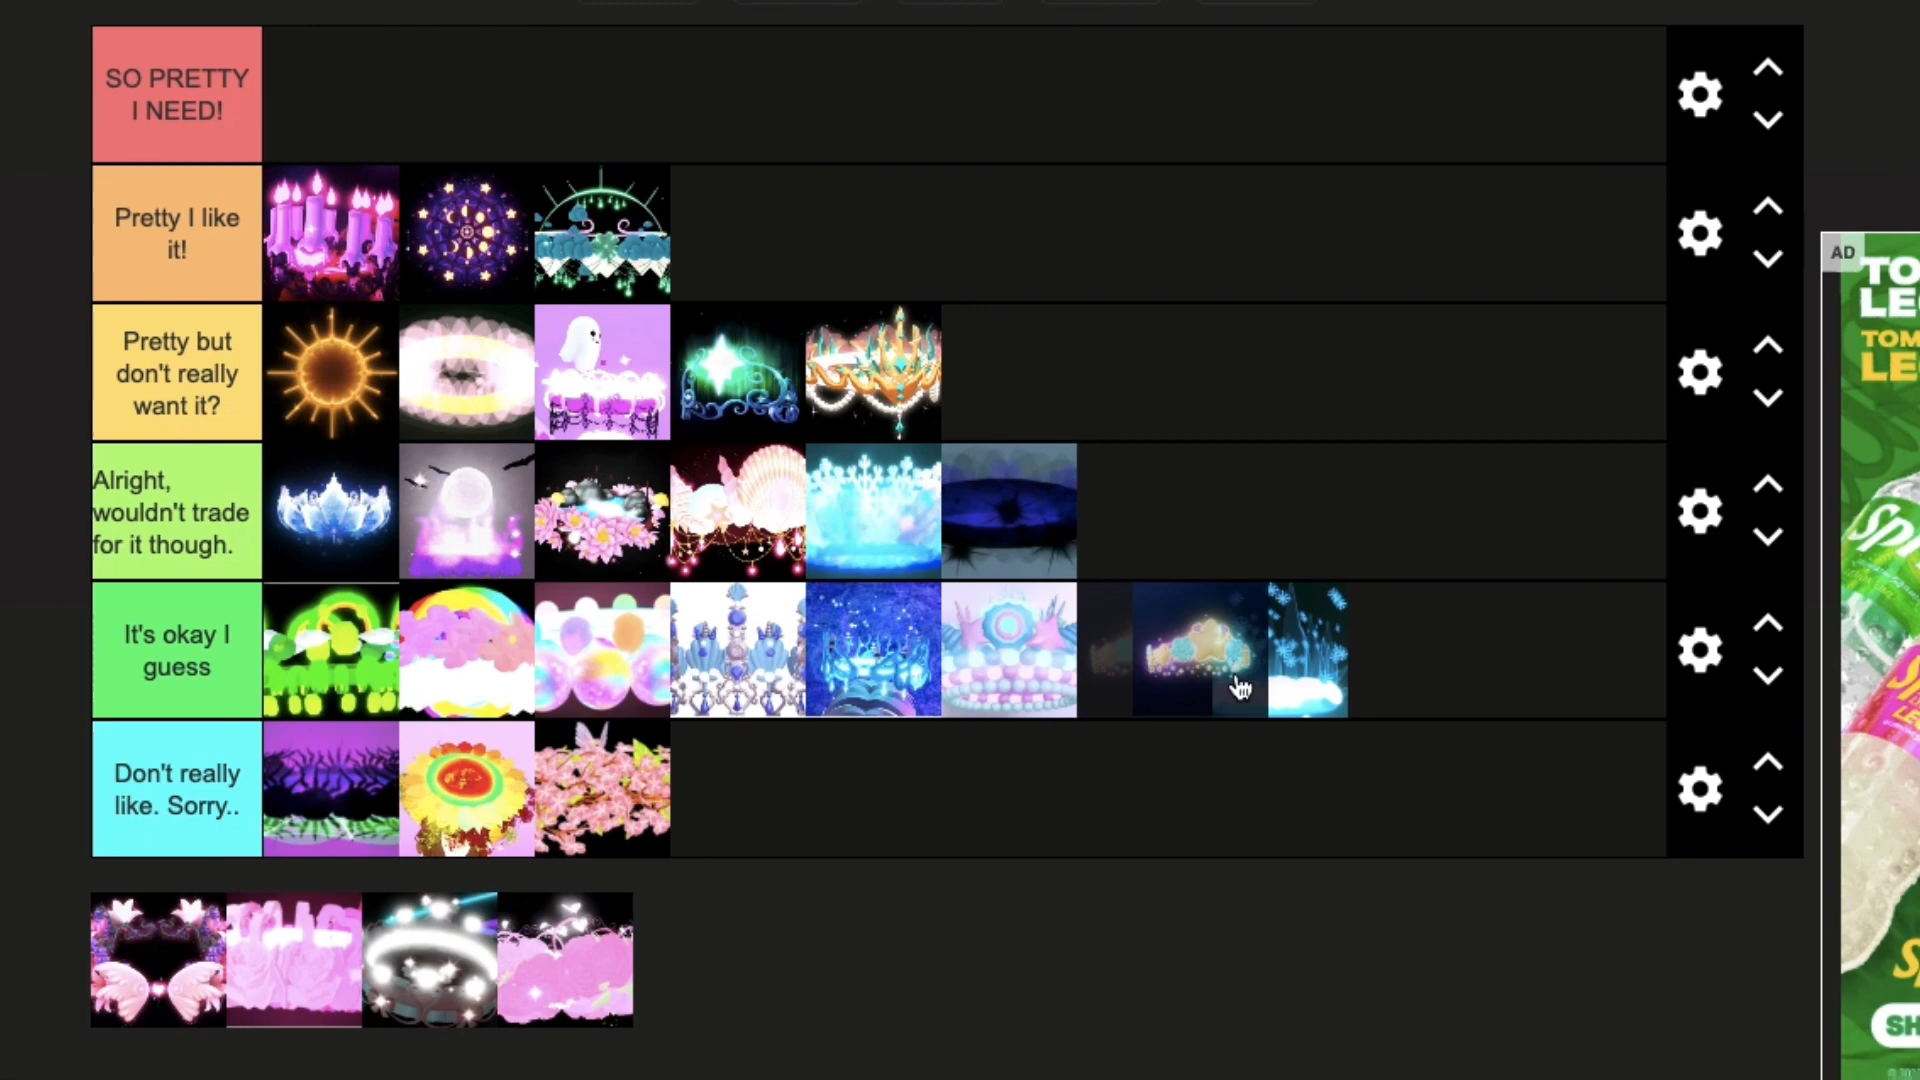 SO PRETTY
I NEED!
Pretty I like
it!
Pretty but
don't really
want it?
Alright,
wouldn't trade
for it though.
It's okay I
guess
Don't really
like. Sorry..
AD